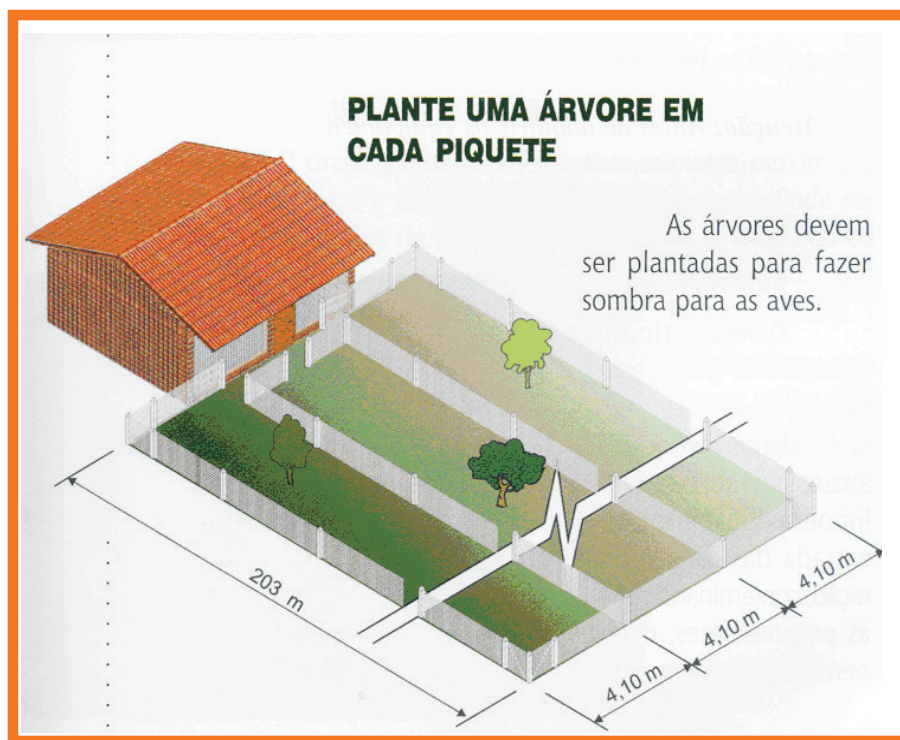 PLANTE UMA ÁRVORE EM
CADA PIQUETE
As árvores devem
ser plantadas para fazer
sombra para as aves.
203 m
4,10 m
4,10 m
4,10 m